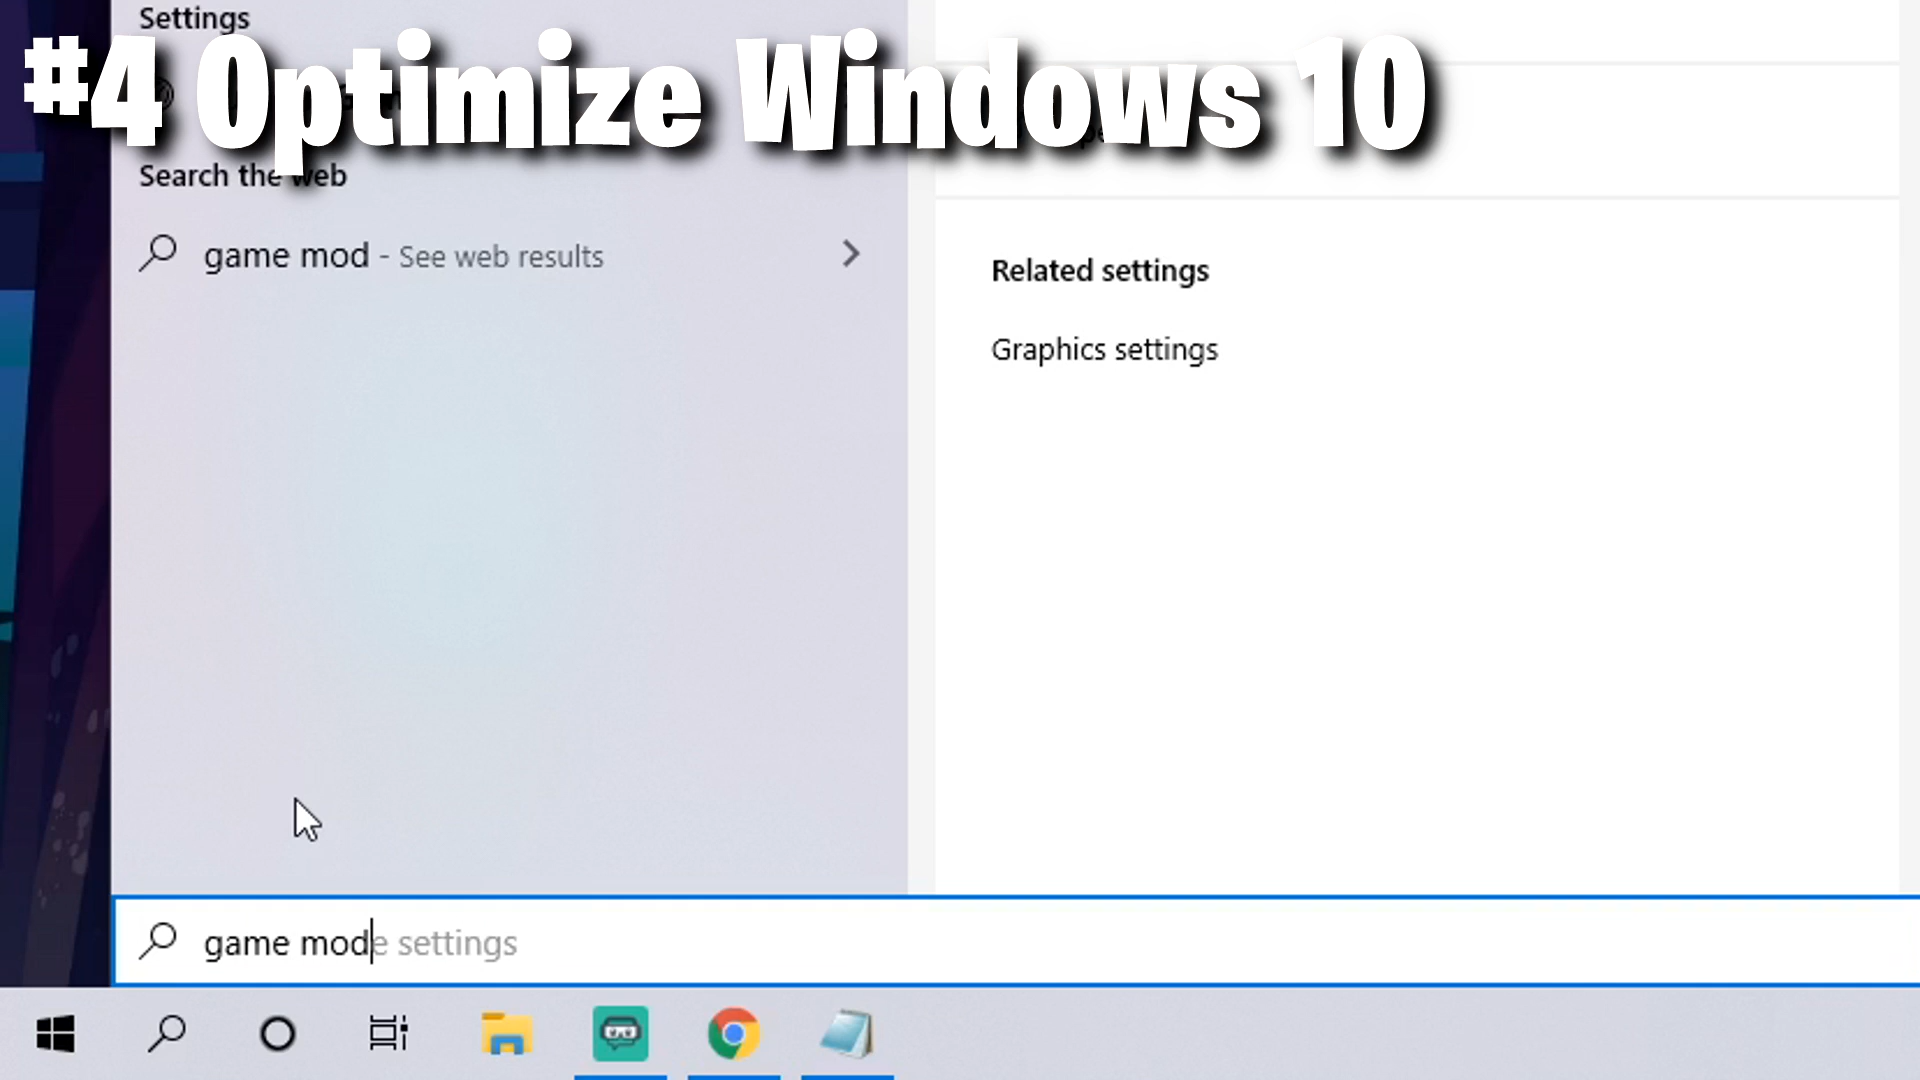 Settings
#4 Optimize Windows 10
Search the web
game mod - See web results
Related settings
Graphics settings
game mode settings